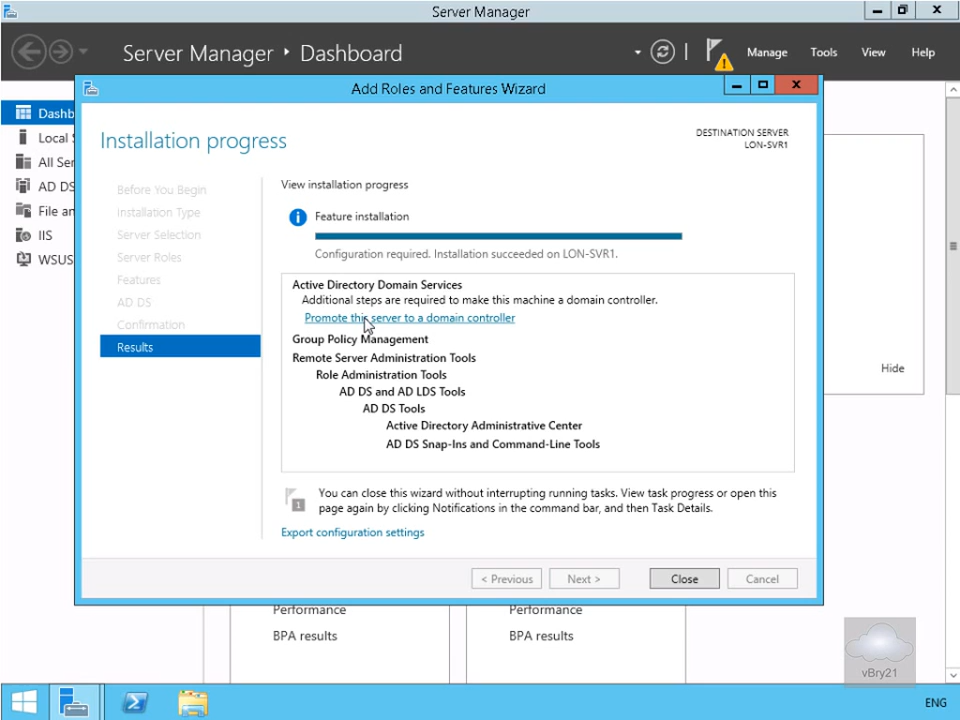 Server Manager
Server Manager ‣ Dashboard
Manage Tools View Help
Add Roles and Features Wizard
Dashb
Local S
All Ser
AD DS
File an
IIS
WSUS
Installation progress
DESTINATION SERVER
LON-SVR1
Before You Begin
Installation Type
Server Selection
Server Roles
Features
AD DS
Confirmation
Results
View installation progress
Feature installation
Configuration required. Installation succeeded on LON-SVR1.
Active Directory Domain Services
Additional steps are required to make this machine a domain controller.
Promote this server to a domain controller
Group Policy Management
Remote Server Administration Tools
Role Administration Tools
AD DS and AD LDS Tools
AD DS Tools
Active Directory Administrative Center
AD DS Snap-Ins and Command-Line Tools
1
You can close this wizard without interrupting running tasks. View task progress or open this
page again by clicking Notifications in the command bar, and then Task Details.
Export configuration settings
< Previous Next > Close Cancel
Hide
Performance Performance
BPA results BPA results
vBry21
ENG